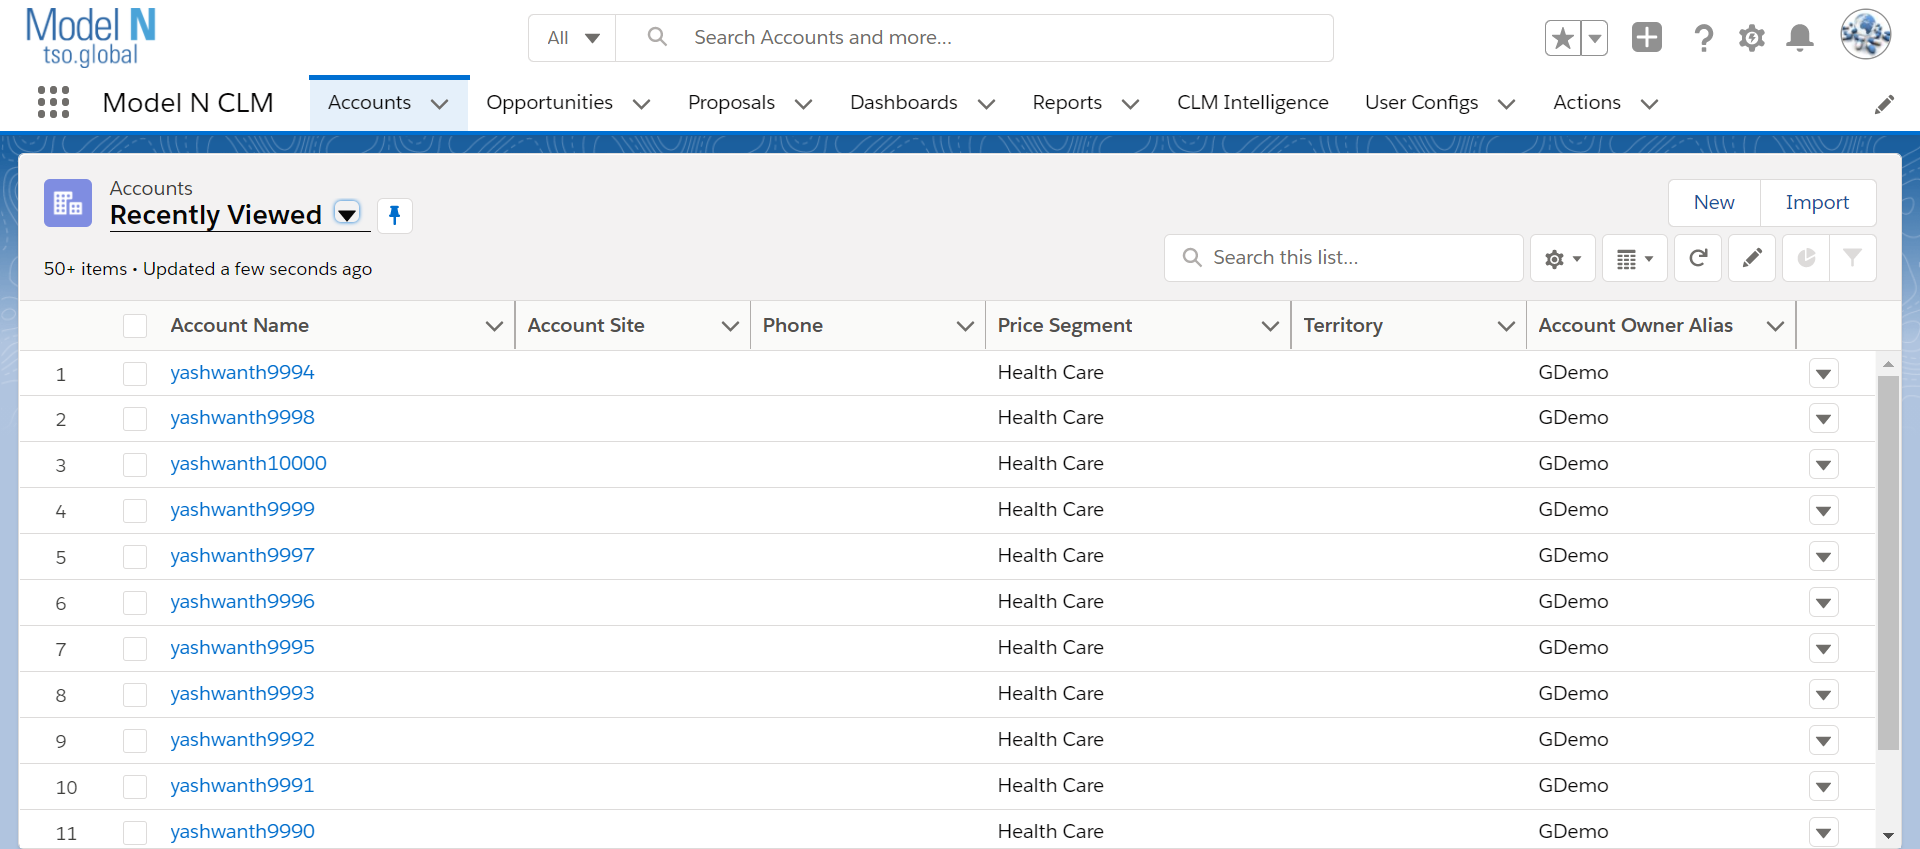 Model N
tso.global
All
Search Accounts and more...
Model N CLM
Accounts
Opportunities
Proposals
Dashboards
Reports
CLM Intelligence
User Configs
Actions
Accounts
Recently Viewed
New
Import
50+ items • Updated a few seconds ago
Search this list...
Account Name Account Site Phone Price Segment Territory Account Owner Alias
1 yashwanth9994 Health Care GDemo
2 yashwanth9998 Health Care GDemo
3 yashwanth10000 Health Care GDemo
4 yashwanth9999 Health Care GDemo
5 yashwanth9997 Health Care GDemo
6 yashwanth9996 Health Care GDemo
7 yashwanth9995 Health Care GDemo
8 yashwanth9993 Health Care GDemo
9 yashwanth9992 Health Care GDemo
10 yashwanth9991 Health Care GDemo
11 yashwanth9990 Health Care GDemo